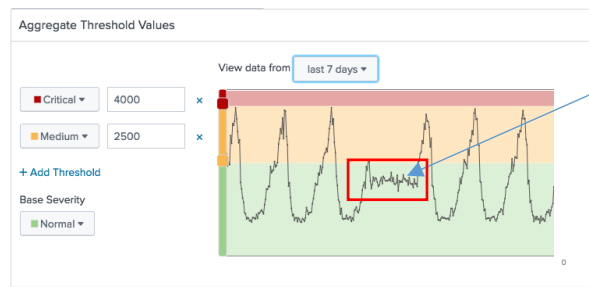 Aggregate Threshold Values
View data from last 7 days
Critical 4000 ×
Medium 2500 ×
+ Add Threshold
Base Severity
Normal
0